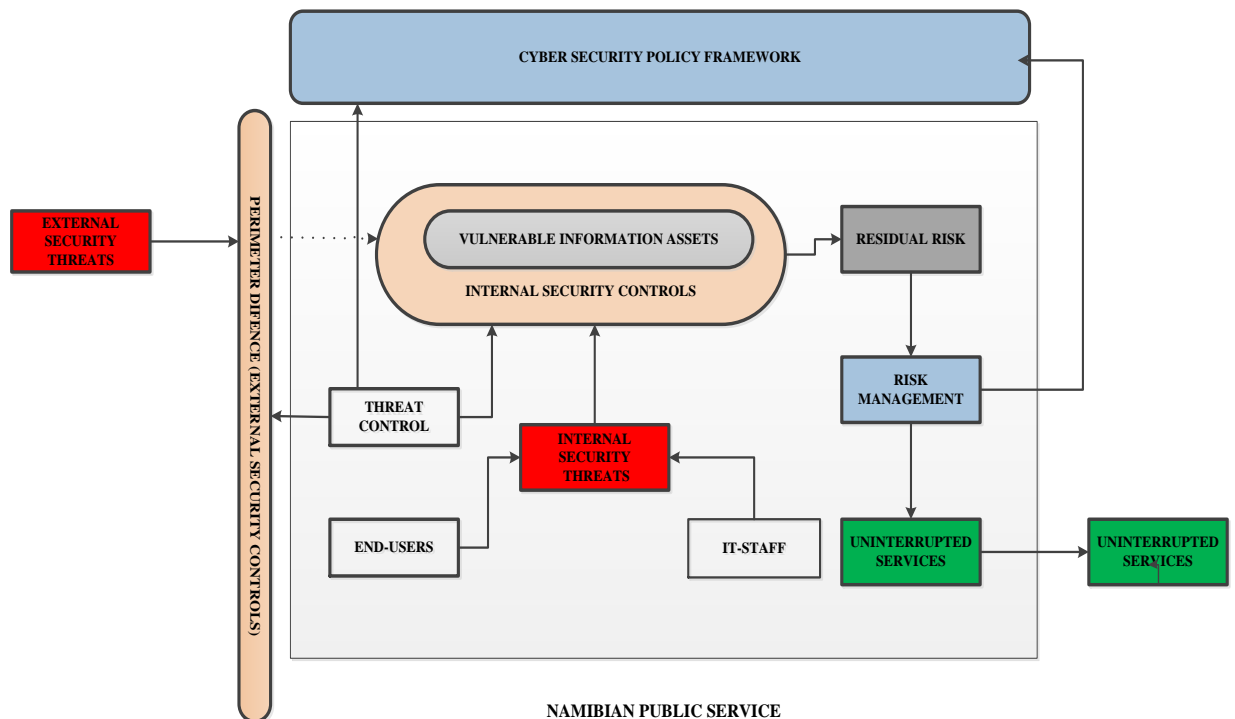 CYBER SECURITY POLICY FRAMEWORK
PERIMETER DIFENCE (EXTERNAL SECURITY CONTROLS)
EXTERNAL
SECURITY
THREATS
VULNERABLE INFORMATION ASSETS
INTERNAL SECURITY CONTROLS
RESIDUAL RISK
RISK
MANAGEMENT
THREAT
CONTROL
INTERNAL
SECURITY
THREATS
END-USERS
IT-STAFF
UNINTERRUPTED
SERVICES
UNINTERRUPTED
SERVICES
NAMIBIAN PUBLIC SERVICE